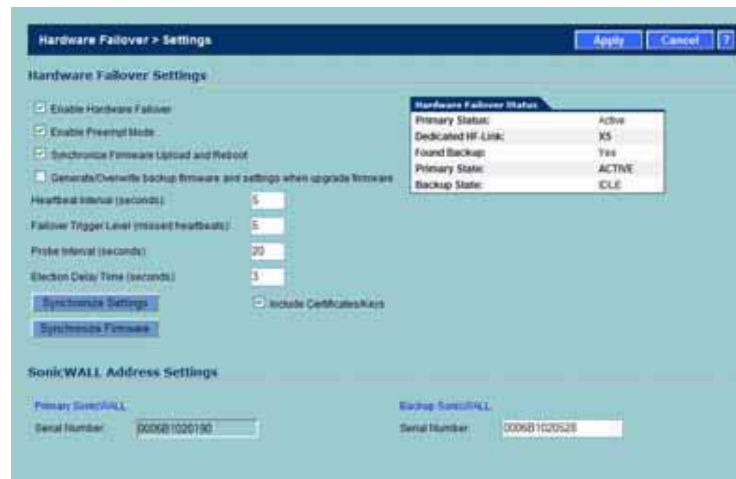 Hardware Failover > Settings
Apply
Cancel
?
Hardware Failover Settings
Enable Hardware Failover
Enable Preempt Mode
Synchronize Firmware Upload and Reboot
Generate/Overwrite backup firmware and settings when upgrade firmware
Heartbeat Interval (seconds):
5
Failover Trigger Level (missed heartbeats):
5
Probe Interval (seconds):
20
Election Delay Time (seconds):
3
Synchronize Settings
Include Certificates/Keys
Synchronize Firmware
Hardware Failover Status
Primary Status: Active
Dedicated HF-Link: X5
Found Backup: Yes
Primary State: ACTIVE
Backup State: IDLE
SonicWALL Address Settings
Primary SonicWALL
Serial Number: 0006B1020190
Backup SonicWALL
Serial Number: 0006B1020528